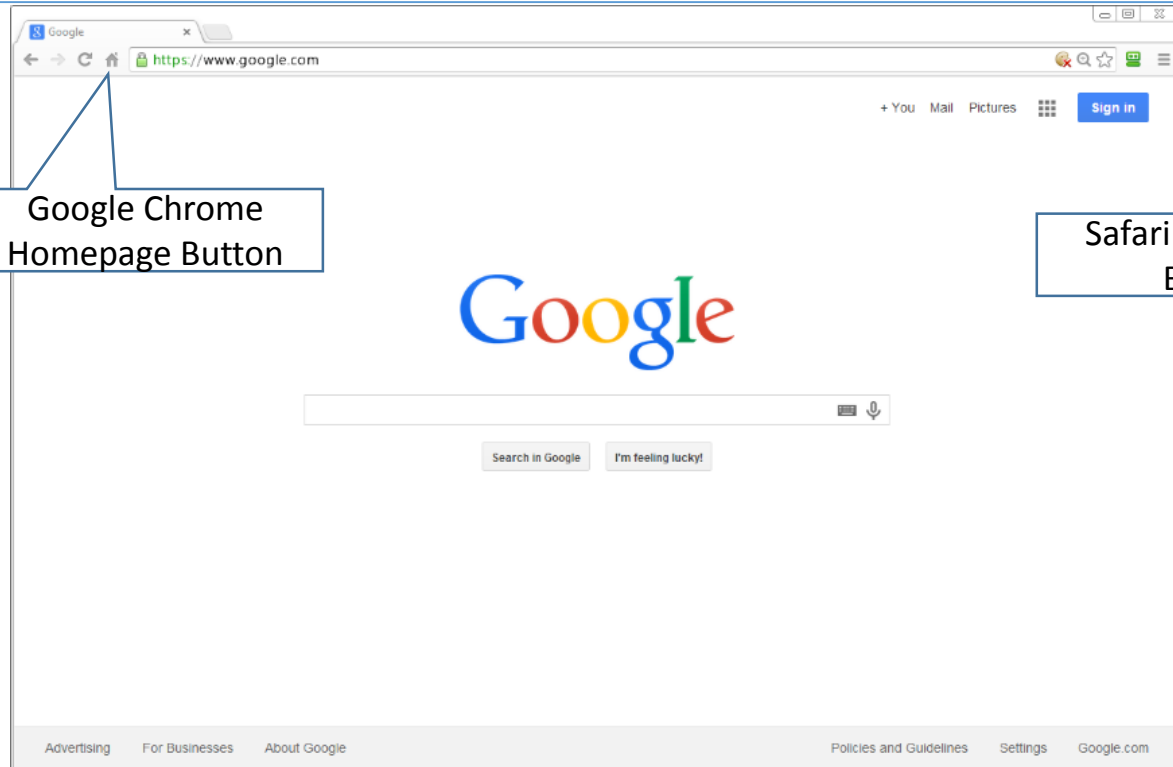 Google
https://www.google.com
+ You Mail Pictures Sign in
Google Chrome
Homepage Button
Safari
Google
Search in Google I'm feeling lucky!
Advertising For Businesses About Google Policies and Guidelines Settings Google.com